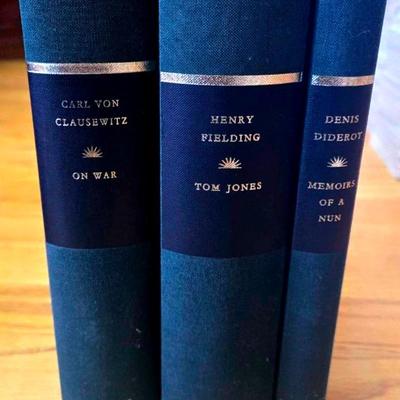 CARL VON
CLAUSEWITZ
ON WAR
HENRY
FIELDING
TOM JONES
DENIS
DIDEROT
MEMOIRS
OF A
NUN